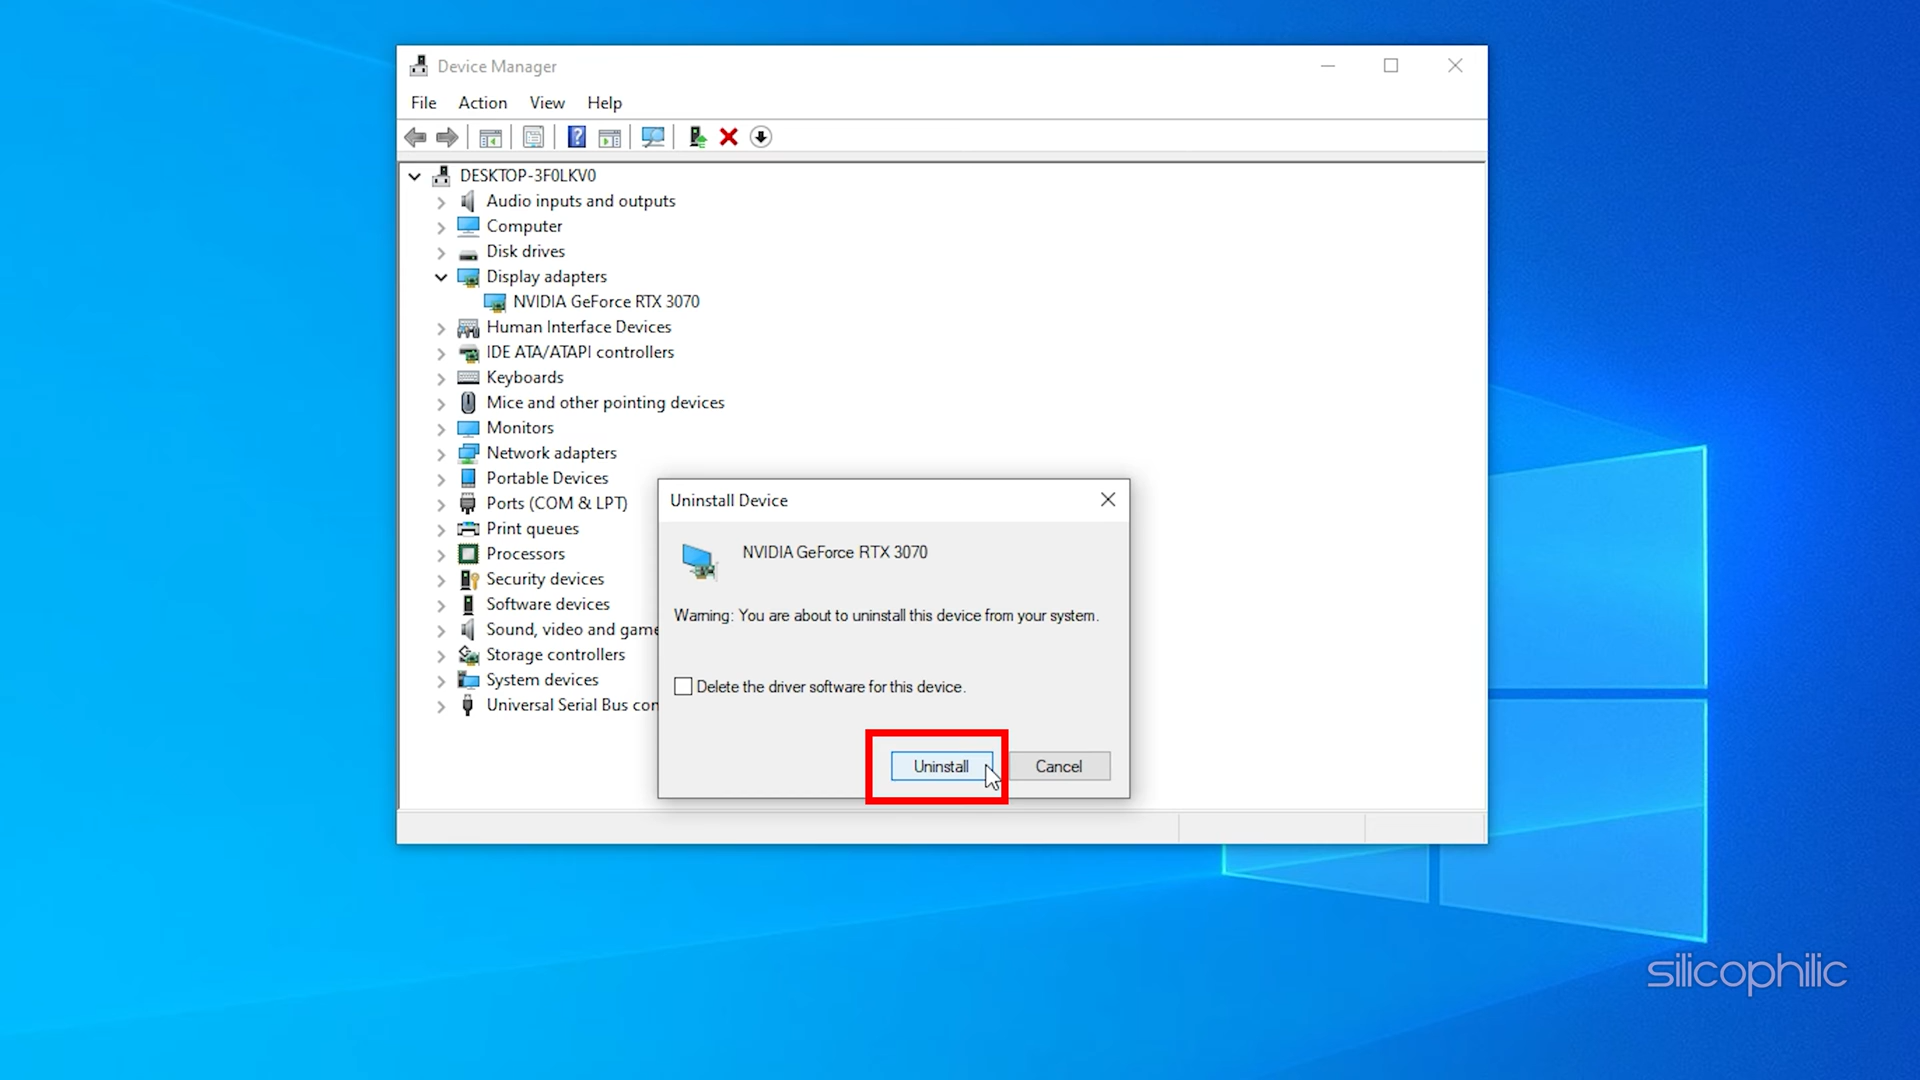 Device Manager
File Action View Help
DESKTOP-3F0LKV0
Audio inputs and outputs
Computer
Disk drives
Display adapters
NVIDIA GeForce RTX 3070
Human Interface Devices
IDE ATA/ATAPI controllers
Keyboards
Mice and other pointing devices
Monitors
Network adapters
Portable Devices
Ports (COM & LPT)
Print queues
Processors
Security devices
Software devices
Sound, video and game
Storage controllers
System devices
Universal Serial Bus con
Uninstall Device
NVIDIA GeForce RTX 3070
Warning: You are about to uninstall this device from your system.
Delete the driver software for this device.
Uninstall Cancel
silicophilic